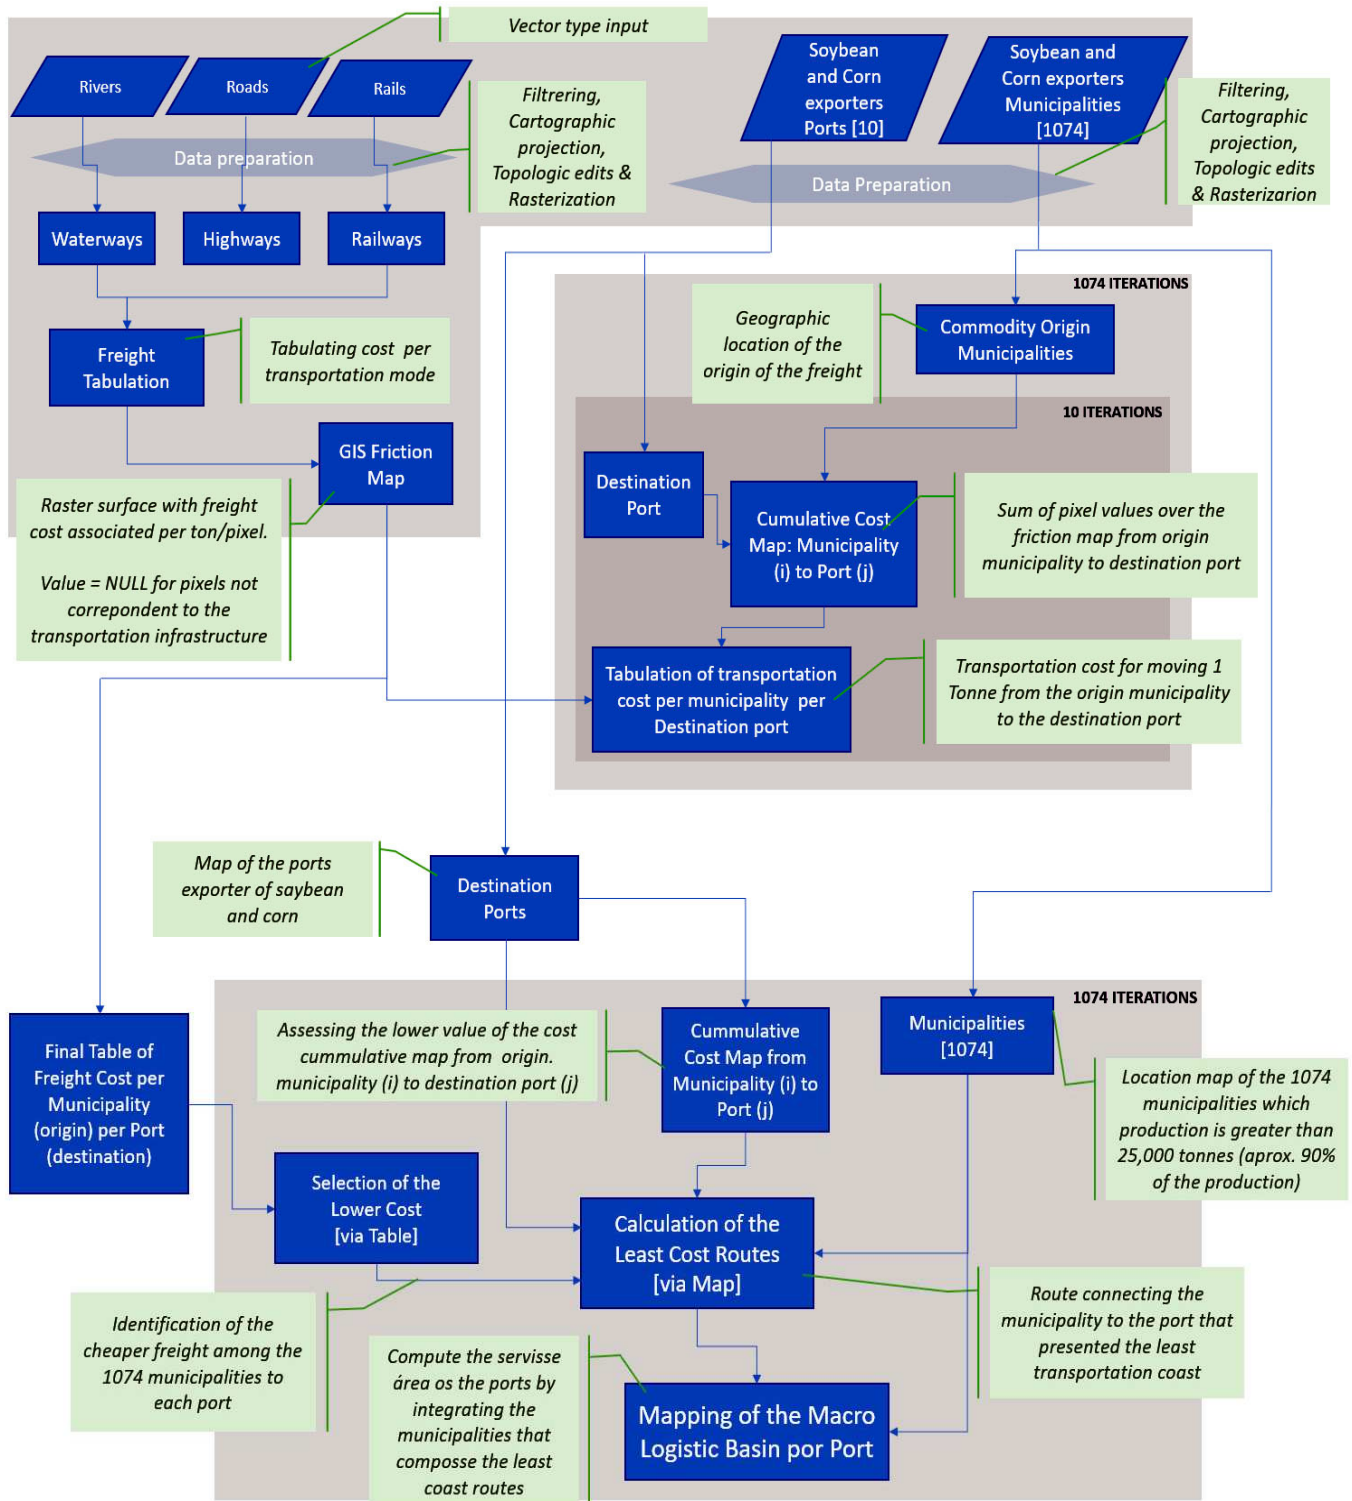 Vector type input
Rivers
Roads
Rails
Filtrering,
Cartographic
projection,
Topologic edits &
Rasterization
Soybean
and Corn
exporters
Ports [10]
Soybean and
Corn exporters
Municipalities
[1074]
Filtering,
Cartographic
projection,
Topologic edits
& Rasterizarion
Data preparation
Data Preparation
Waterways
Highways
Railways
1074 ITERATIONS
Geographic
location of the
origin of the freight
Commodity Origin
Municipalities
Freight
Tabulation
Tabulating cost per
transportation mode
10 ITERATIONS
GIS Friction
Map
Destination
Port
Cumulative Cost
Map: Municipality
(i) to Port (j)
Sum of pixel values over the
friction map from origin
municipality to destination port
Raster surface with freight
cost associated per ton/pixel.
Value = NULL for pixels not
correpondent to the
transportation infrastructure
Tabulation of transportation
cost per municipality per
Destination port
Transportation cost for moving 1
Tonne from the origin municipality
to the destination port
Map of the ports
exporter of saybean
and corn
Destination
Ports
1074 ITERATIONS
Final Table of
Freight Cost per
Municipality
(origin) per Port
(destination)
Assessing the lower value of the cost
cummulative map from origin.
municipality (i) to destination port (j)
Cummulative
Cost Map from
Municipality (i) to
Port (j)
Municipalities
[1074]
Location map of the 1074
municipalities which
production is greater than
25,000 tonnes (aprox. 90%
of the production)
Selection of the
Lower Cost
[via Table]
Calculation of the
Least Cost Routes
[via Map]
Identification of the
cheaper freight among the
1074 municipalities to
each port
Route connecting the
municipality to the port that
presented the least
transportation coast
Compute the servisse
área os the ports by
integrating the
municipalities that
composse the least
coast routes
Mapping of the Macro
Logistic Basin por Port